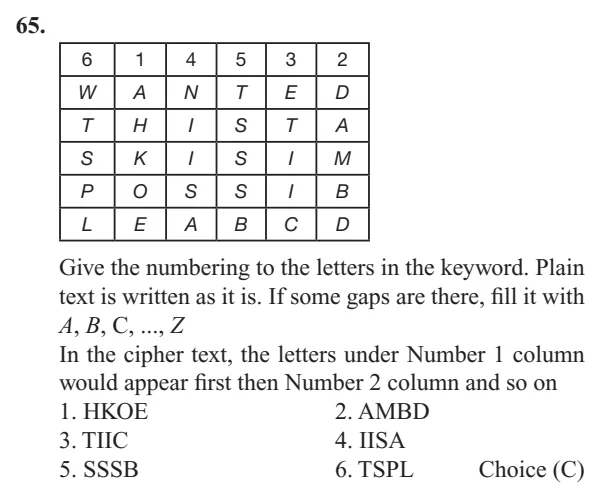 65.
6 1 4 5 3 2
W A N T E D
T H I S T A
S K I S I M
P O S S I B
L E A B C D
Give the numbering to the letters in the keyword. Plain
text is written as it is. If some gaps are there, fill it with
A, B, C, ..., Z
In the cipher text, the letters under Number 1 column
would appear first then Number 2 column and so on
1. HKOE 2. AMBD
3. TIIC 4. IISA
5. SSSB 6. TSPL Choice (C)